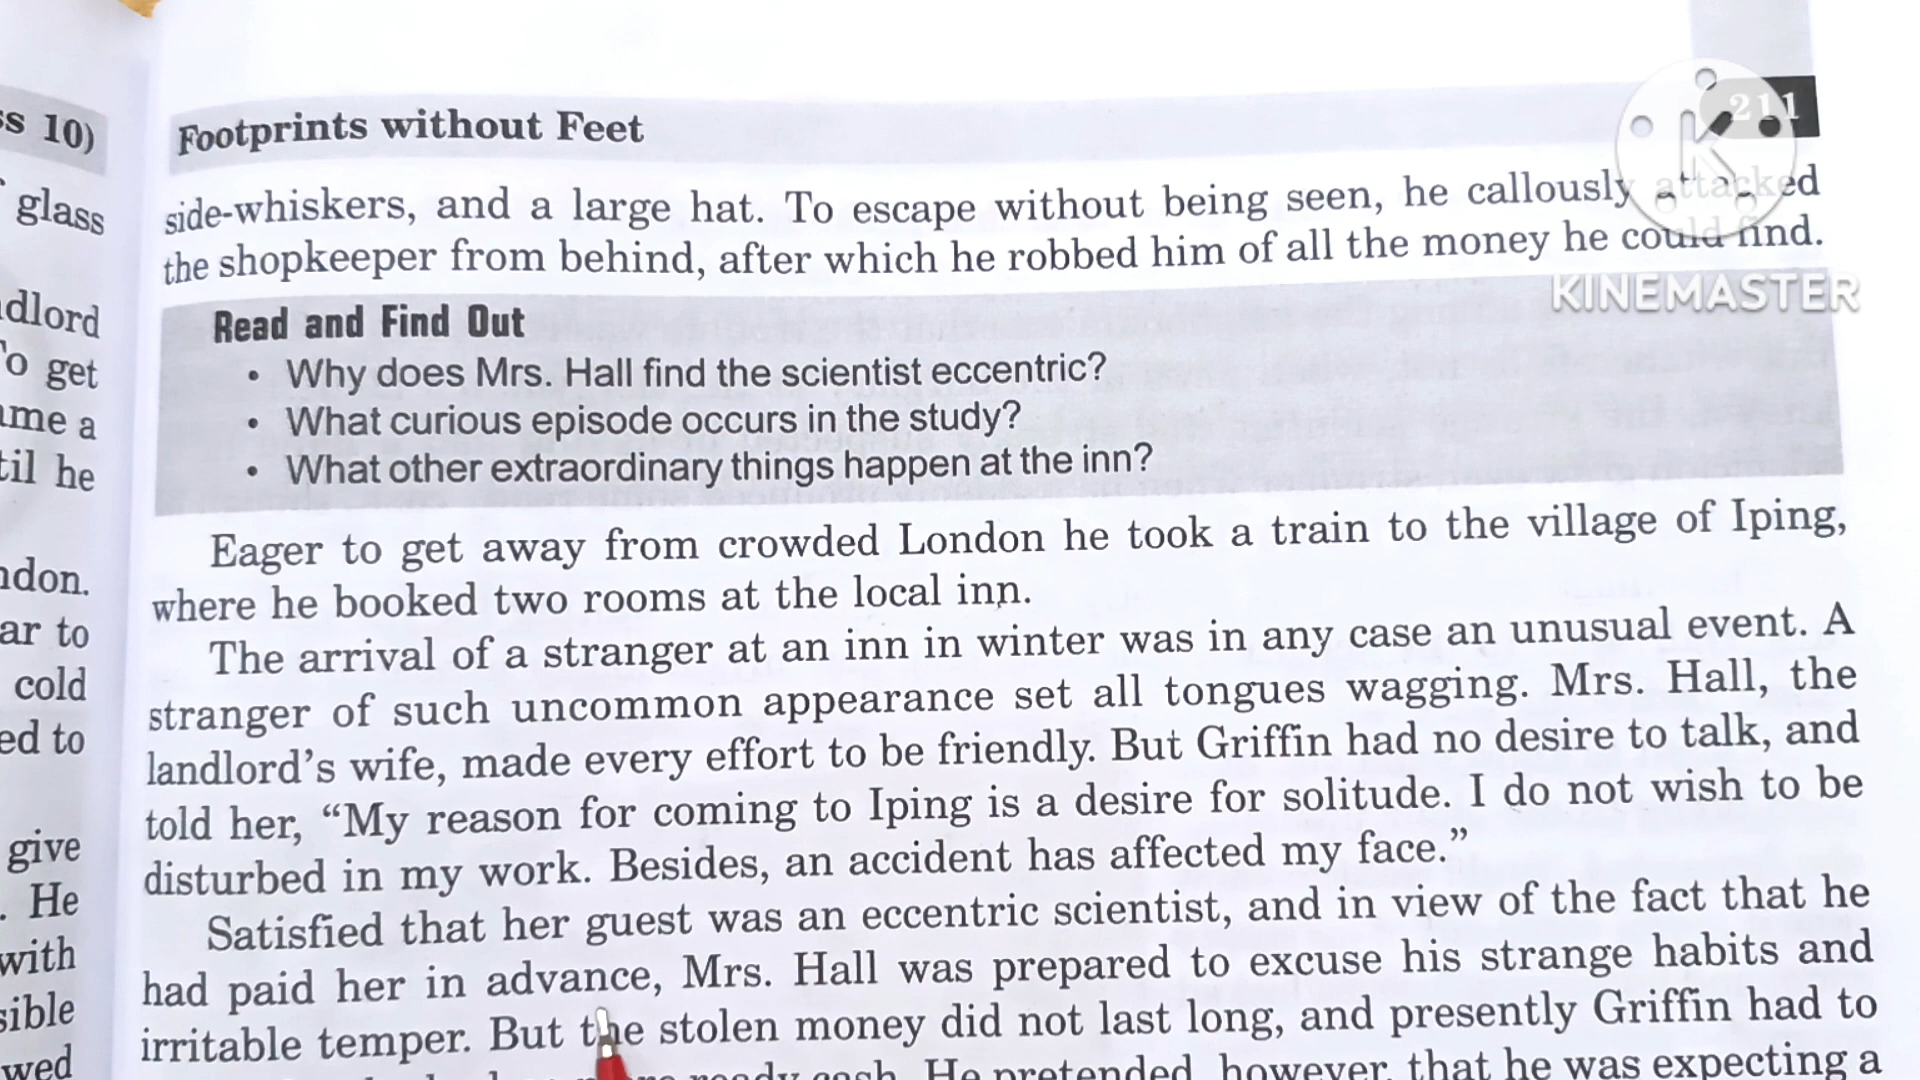 s 10)
glass
dlord
o get
me a
til he
don.
ar to
cold
ed to
give
. He
with
sible
wed
Footprints without Feet
211
side-whiskers, and a large hat. To escape without being seen, he callously attacked
the shopkeeper from behind, after which he robbed him of all the money he could find.
KINEMASTER
Read and Find Out
• Why does Mrs. Hall find the scientist eccentric?
• What curious episode occurs in the study?
• What other extraordinary things happen at the inn?
Eager to get away from crowded London he took a train to the village of Iping,
where he booked two rooms at the local inn.
The arrival of a stranger at an inn in winter was in any case an unusual event. A
stranger of such uncommon appearance set all tongues wagging. Mrs. Hall, the
landlord's wife, made every effort to be friendly. But Griffin had no desire to talk, and
told her, “My reason for coming to Iping is a desire for solitude. I do not wish to be
disturbed in my work. Besides, an accident has affected my face.”
Satisfied that her guest was an eccentric scientist, and in view of the fact that he
had paid her in advance, Mrs. Hall was prepared to excuse his strange habits and
irritable temper. But the stolen money did not last long, and presently Griffin had to
ready cash. He pretended, however, that he was expecting a